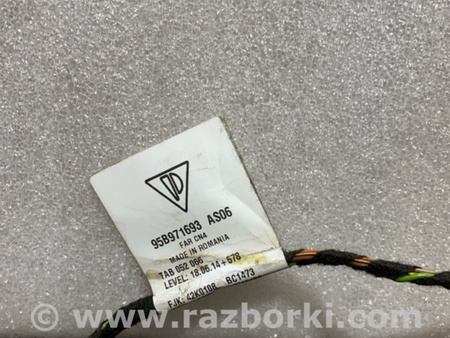 95B971693 AS06
FAR CN4
MADE IN ROMANIA
TAB 052 066
LEVEL: 18.06.14 + 578
FJK: 42K0108 BC1473
© www.razborki.com